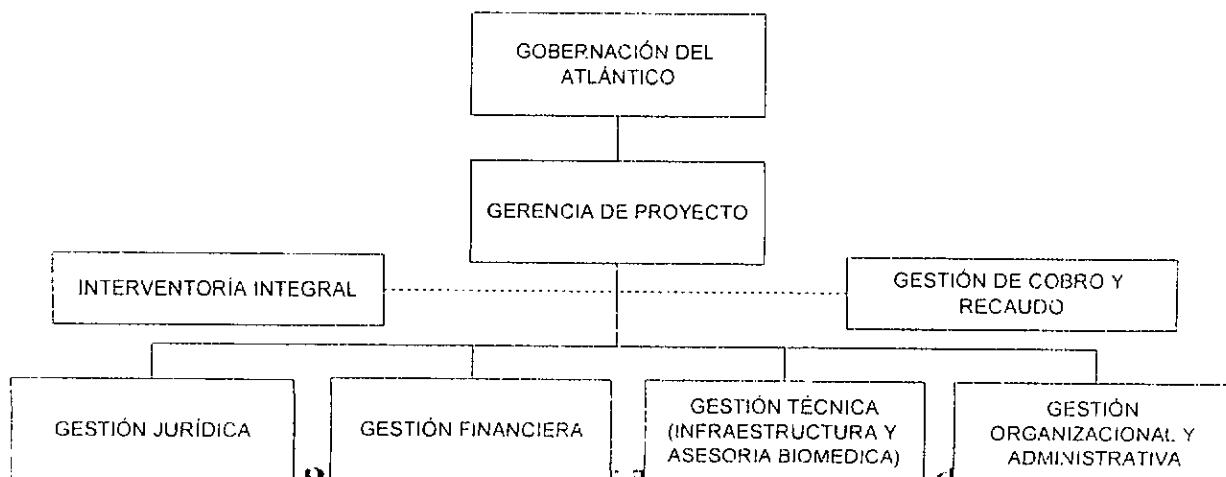 GOBERNACIÓN DEL
ATLÁNTICO
GERENCIA DE PROYECTO
INTERVENTORÍA INTEGRAL
GESTIÓN DE COBRO Y
RECAUDO
GESTIÓN JURÍDICA
GESTIÓN FINANCIERA
GESTIÓN TÉCNICA
(INFRAESTRUCTURA Y
ASESORIA BIOMEDICA)
GESTIÓN
ORGANIZACIONAL Y
ADMINISTRATIVA